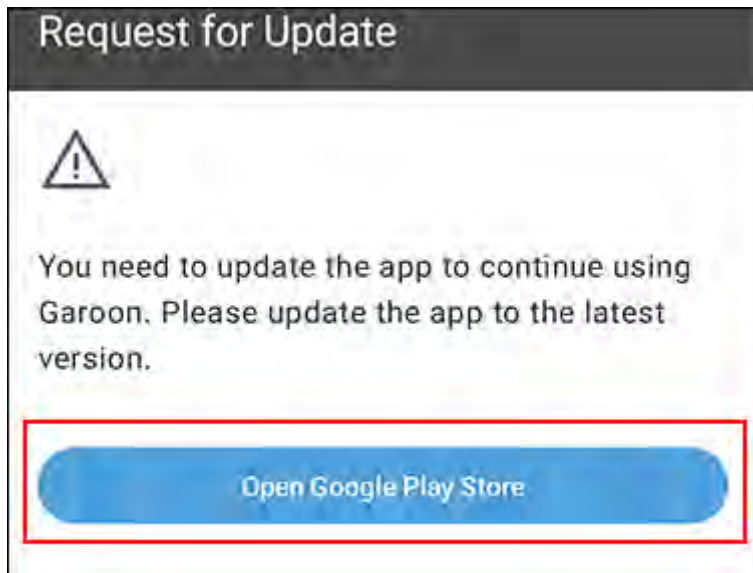 Request for Update
You need to update the app to continue using
Garoon. Please update the app to the latest
version.
Open Google Play Store